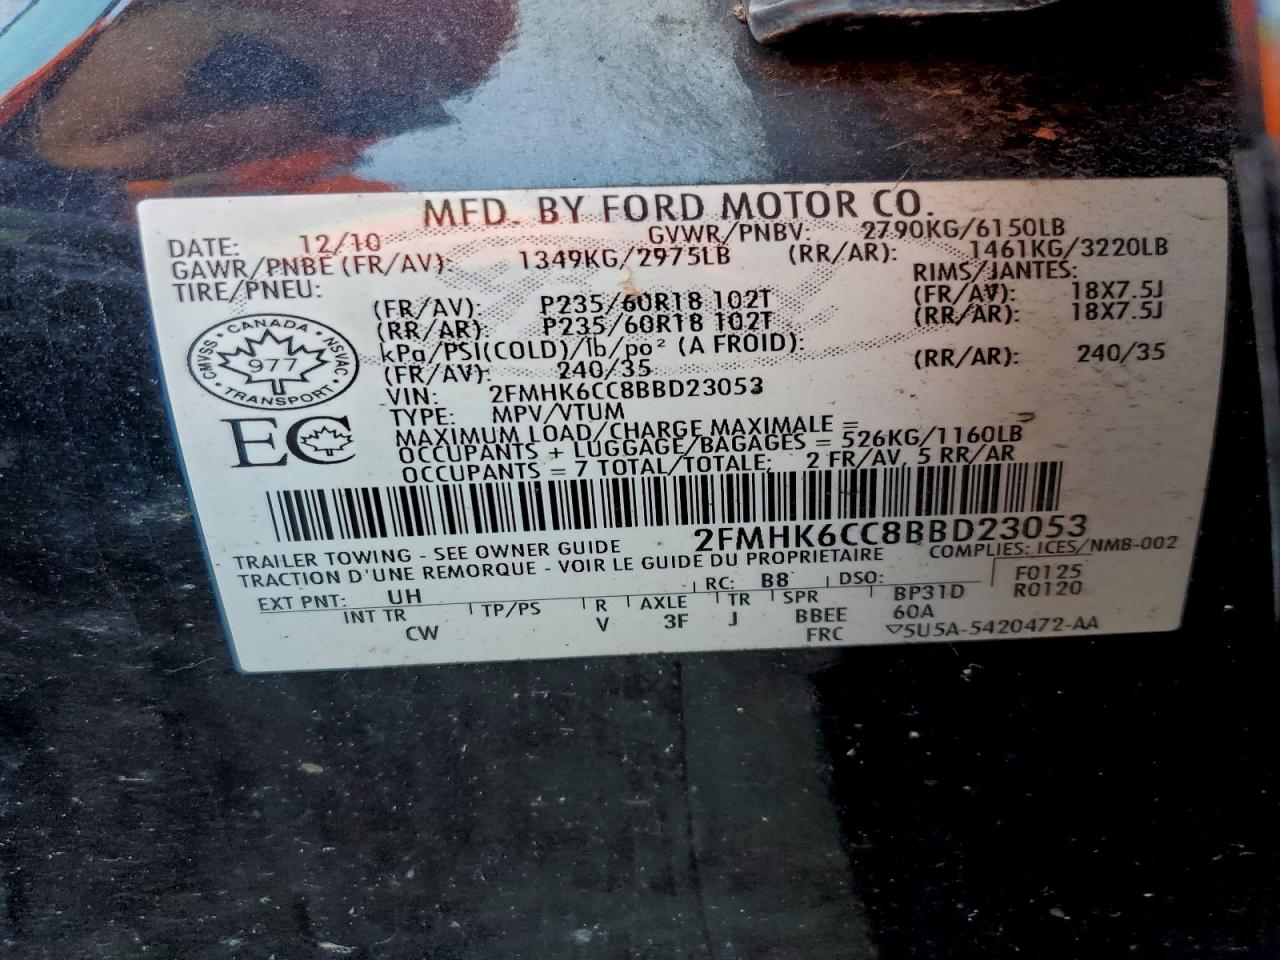 MFD. BY FORD MOTOR CO.
DATE: 12/10 GVWR/PNBV: 2790KG/6150LB
GAWR/PNBE (FR/AV): 1349KG/2975LB (RR/AR): 1461KG/3220LB
TIRE/PNEU: RIMS/JANTES:
(FR/AV): P235/60R18 102T (FR/AV): 18X7.5J
(RR/AR): P235/60R18 102T (RR/AR): 18X7.5J
kPa/PSI(COLD)/lb/po² (A FROID):
(FR/AV): 240/35 (RR/AR): 240/35
CANADA
CMVSS 977 NSVAC
TRANSPORT
EC
VIN: 2FMHK6CC8BBD23053
TYPE: MPV/VTUM
MAXIMUM LOAD/CHARGE MAXIMALE =
OCCUPANTS + LUGGAGE/BAGAGES = 526KG/1160LB
OCCUPANTS = 7 TOTAL/TOTALE: 2 FR/AV, 5 RR/AR
2FMHK6CC8BBD23053
TRAILER TOWING - SEE OWNER GUIDE
TRACTION D'UNE REMORQUE - VOIR LE GUIDE DU PROPRIETAIRE
COMPLIES: ICES/NMB-002
EXT PNT: UH RC: B8 DSO: BP31D F0125
R0120
INT TR TP/PS R AXLE TR SPR 60A
CW V 3F J BBEE
FRC ▽5U5A-5420472-AA